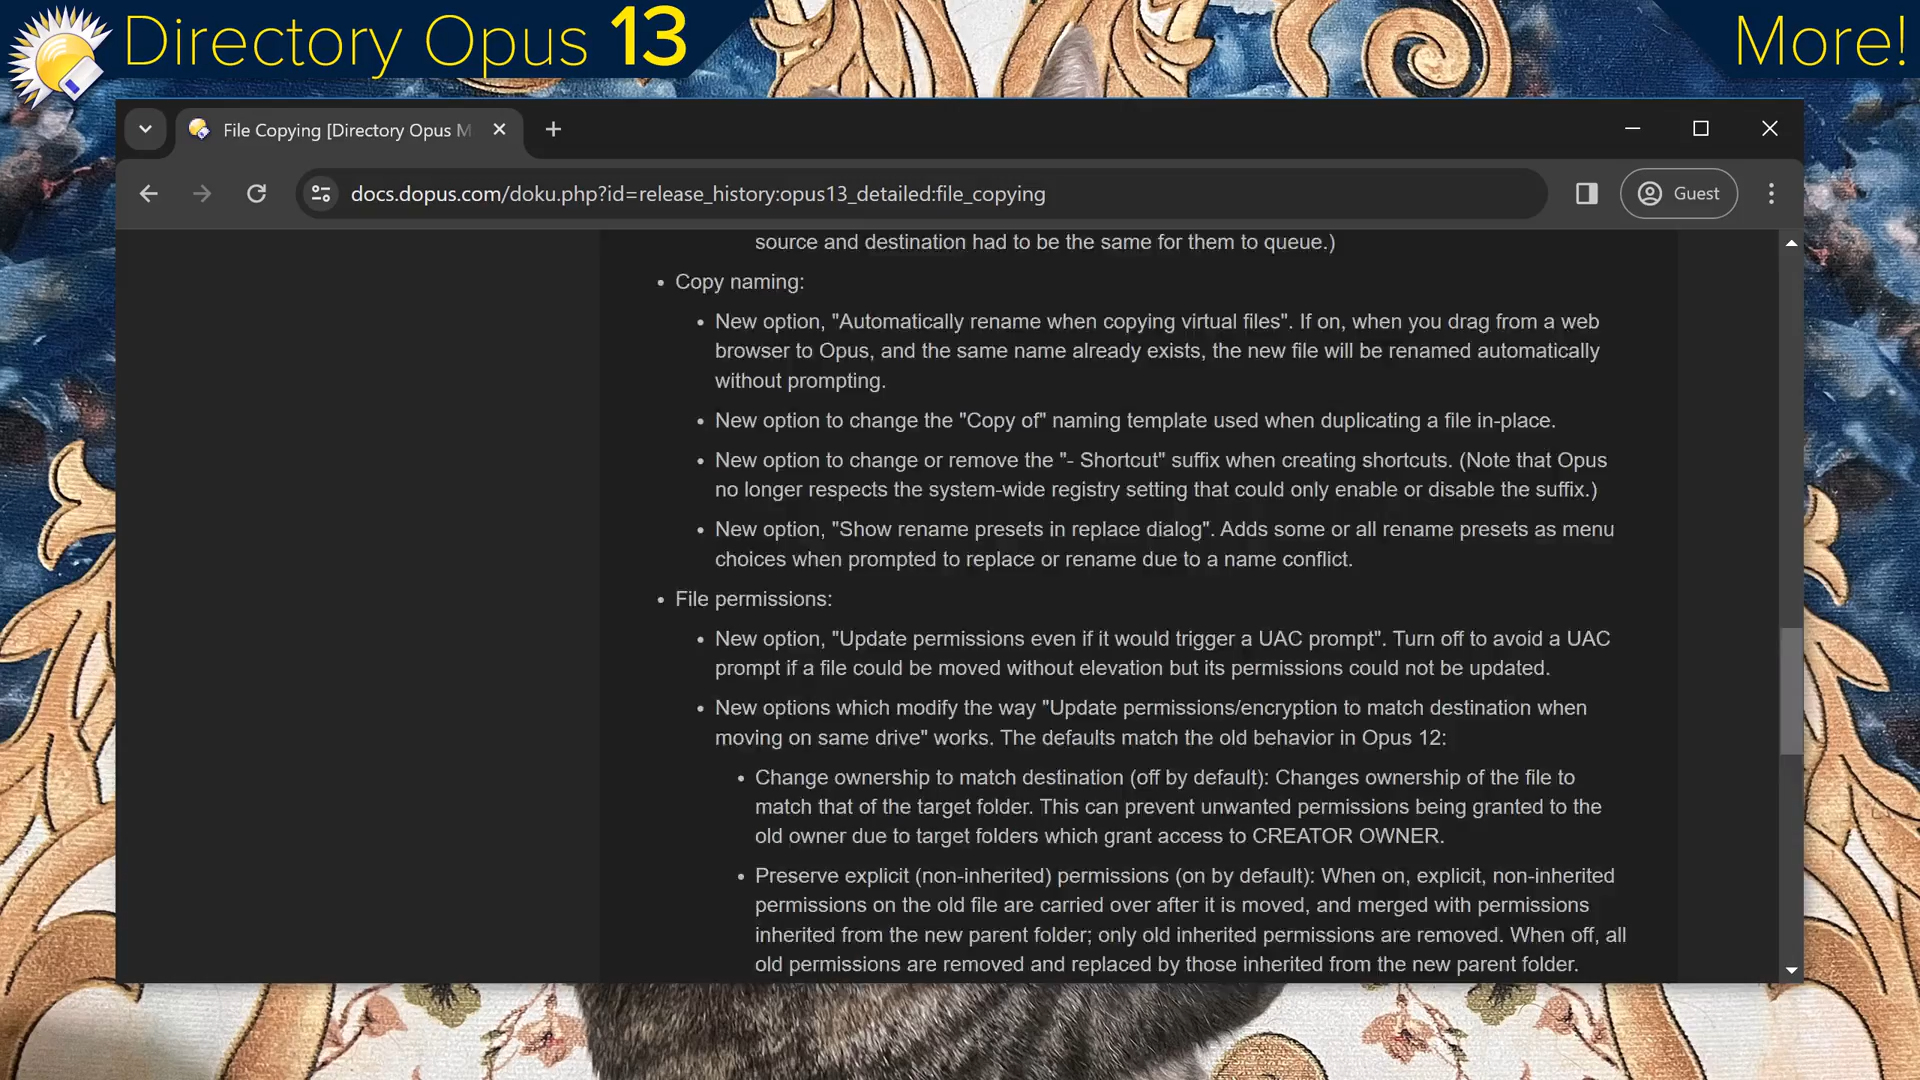 Directory Opus 13
More!
File Copying [Directory Opus M
docs.dopus.com/doku.php?id=release_history:opus13_detailed:file_copying
Guest
source and destination had to be the same for them to queue.)
• Copy naming:
• New option, "Automatically rename when copying virtual files". If on, when you drag from a web
browser to Opus, and the same name already exists, the new file will be renamed automatically
without prompting.
• New option to change the "Copy of" naming template used when duplicating a file in-place.
• New option to change or remove the "- Shortcut" suffix when creating shortcuts. (Note that Opus
no longer respects the system-wide registry setting that could only enable or disable the suffix.)
• New option, "Show rename presets in replace dialog". Adds some or all rename presets as menu
choices when prompted to replace or rename due to a name conflict.
• File permissions:
• New option, "Update permissions even if it would trigger a UAC prompt". Turn off to avoid a UAC
prompt if a file could be moved without elevation but its permissions could not be updated.
• New options which modify the way "Update permissions/encryption to match destination when
moving on same drive" works. The defaults match the old behavior in Opus 12:
• Change ownership to match destination (off by default): Changes ownership of the file to
match that of the target folder. This can prevent unwanted permissions being granted to the
old owner due to target folders which grant access to CREATOR OWNER.
• Preserve explicit (non-inherited) permissions (on by default): When on, explicit, non-inherited
permissions on the old file are carried over after it is moved, and merged with permissions
inherited from the new parent folder; only old inherited permissions are removed. When off, all
old permissions are removed and replaced by those inherited from the new parent folder.